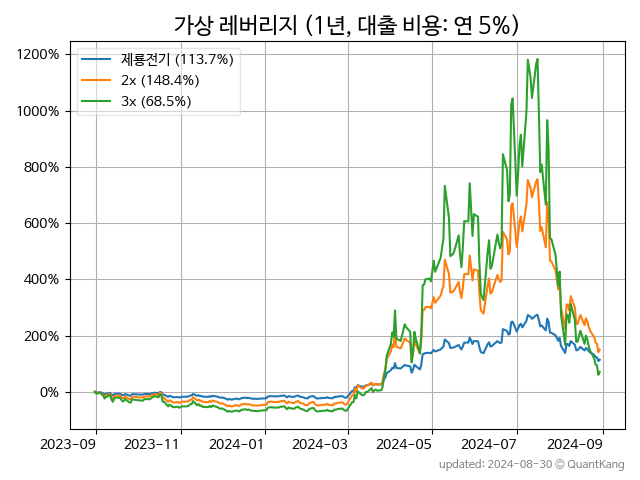 가상 레버리지 (1년, 대출 비용: 연 5%)
1200%
1000%
800%
600%
400%
200%
0%
제룡전기 (113.7%)
2x (148.4%)
3x (68.5%)
2023-09
2023-11
2024-01
2024-03
2024-05
2024-07
2024-09
updated: 2024-08-30 © QuantKang